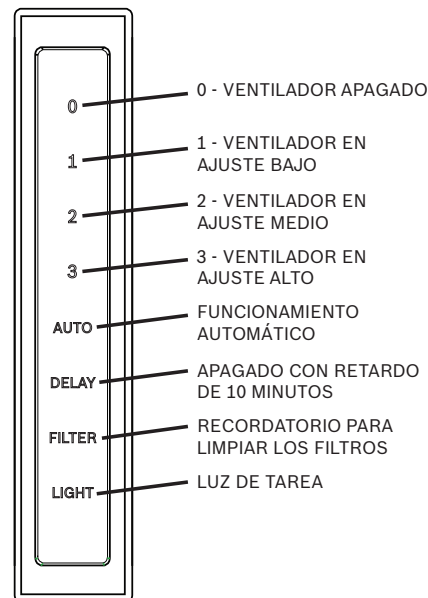 0
0 - VENTILADOR APAGADO
1
1 - VENTILADOR EN
AJUSTE BAJO
2
2 - VENTILADOR EN
AJUSTE MEDIO
3
3 - VENTILADOR EN
AJUSTE ALTO
AUTO
FUNCIONAMIENTO
AUTOMÁTICO
DELAY
APAGADO CON RETARDO
DE 10 MINUTOS
FILTER
RECORDATORIO PARA
LIMPIAR LOS FILTROS
LIGHT
LUZ DE TAREA